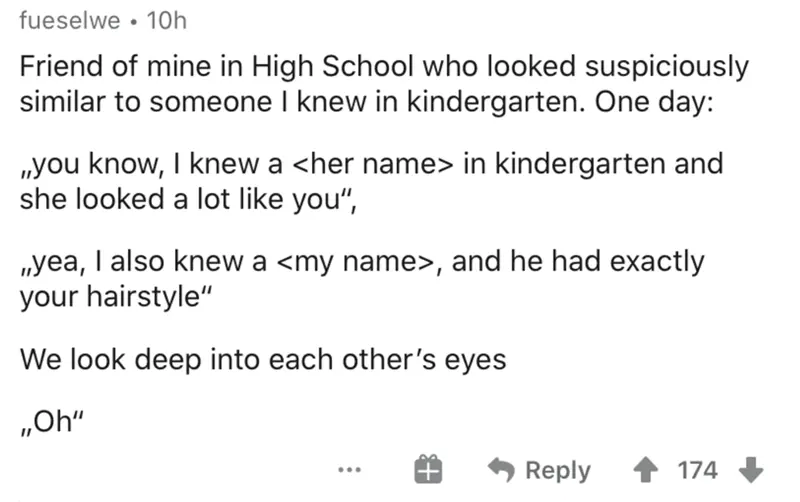 fueselwe • 10h
Friend of mine in High School who looked suspiciously
similar to someone I knew in kindergarten. One day:
„you know, I knew a <her name> in kindergarten and
she looked a lot like you“,
„yea, I also knew a <my name>, and he had exactly
your hairstyle“
We look deep into each other’s eyes
„Oh“
... Reply 174